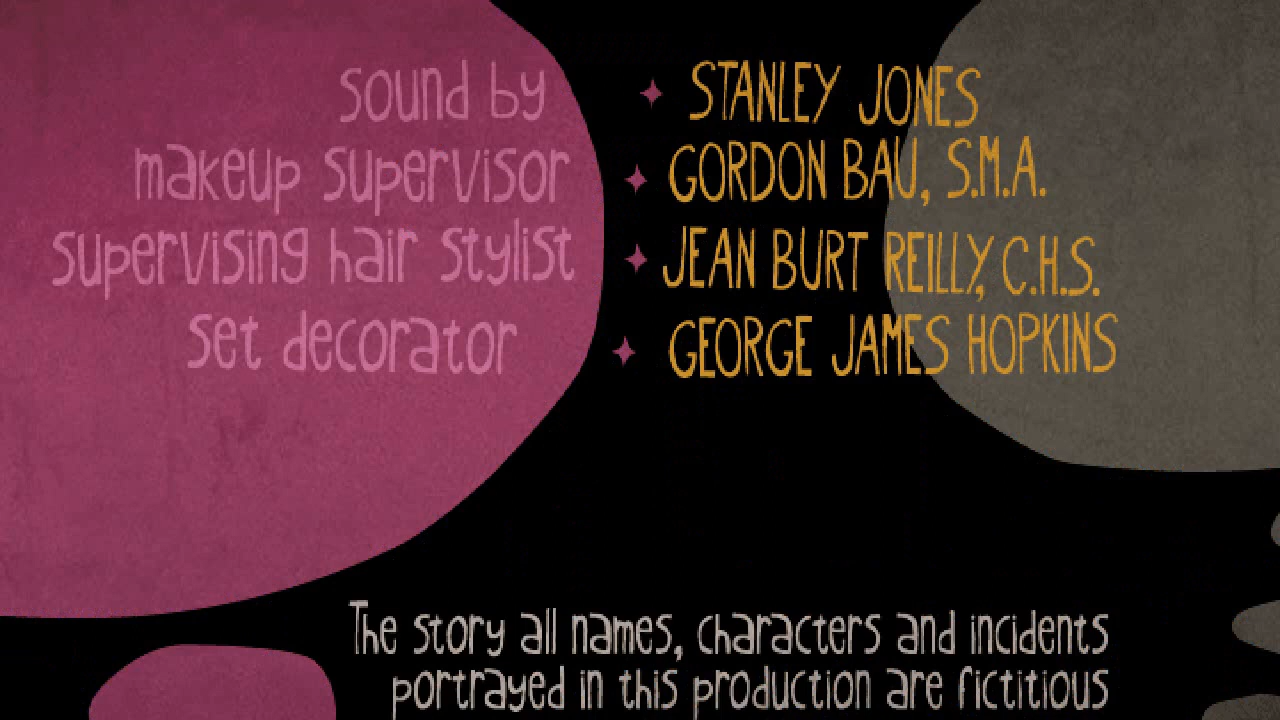 sound by STANLEY JONES
makeup supervisor GORDON BAU, S.M.A.
supervising hair stylist JEAN BURT REILLY, C.H.S.
set decorator GEORGE JAMES HOPKINS
The story all names, characters and incidents
portrayed in this production are fictitious